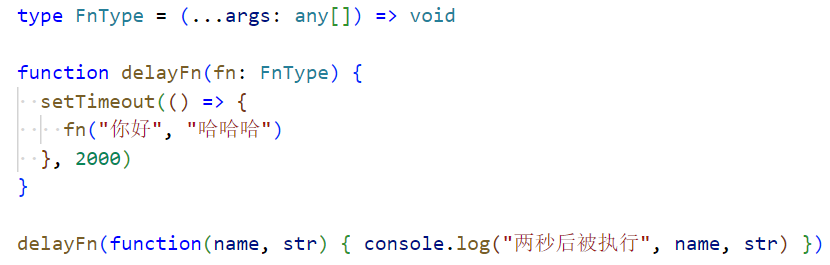 type FnType = (...args: any[]) => void
function delayFn(fn: FnType) {
setTimeout(() => {
fn("你好", "哈哈哈")
}, 2000)
}
delayFn(function(name, str) { console.log("两秒后被执行", name, str) })